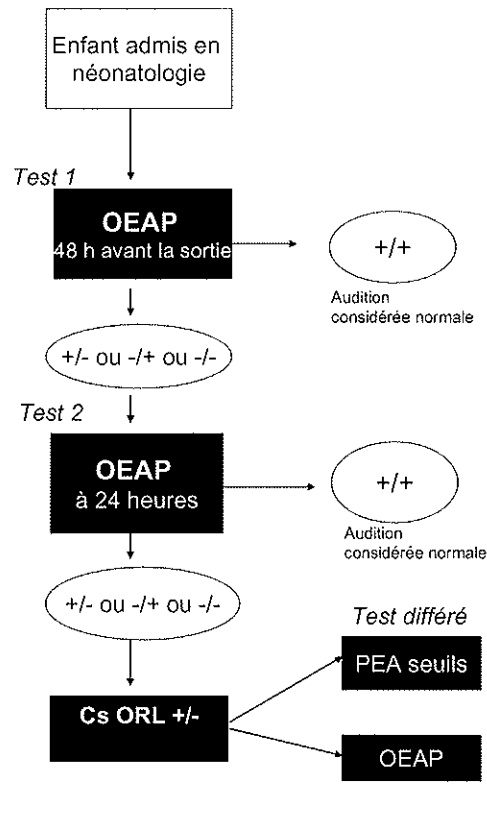 Enfant admis en
néonatologie
Test 1
OEAP
48 h avant la sortie
+/+
Audition
considérée normale
+/- ou -/+ ou -/-
Test 2
OEAP
à 24 heures
+/+
Audition
considérée normale
+/- ou -/+ ou -/-
Test différé
PEA seuils
Cs ORL +/-
OEAP